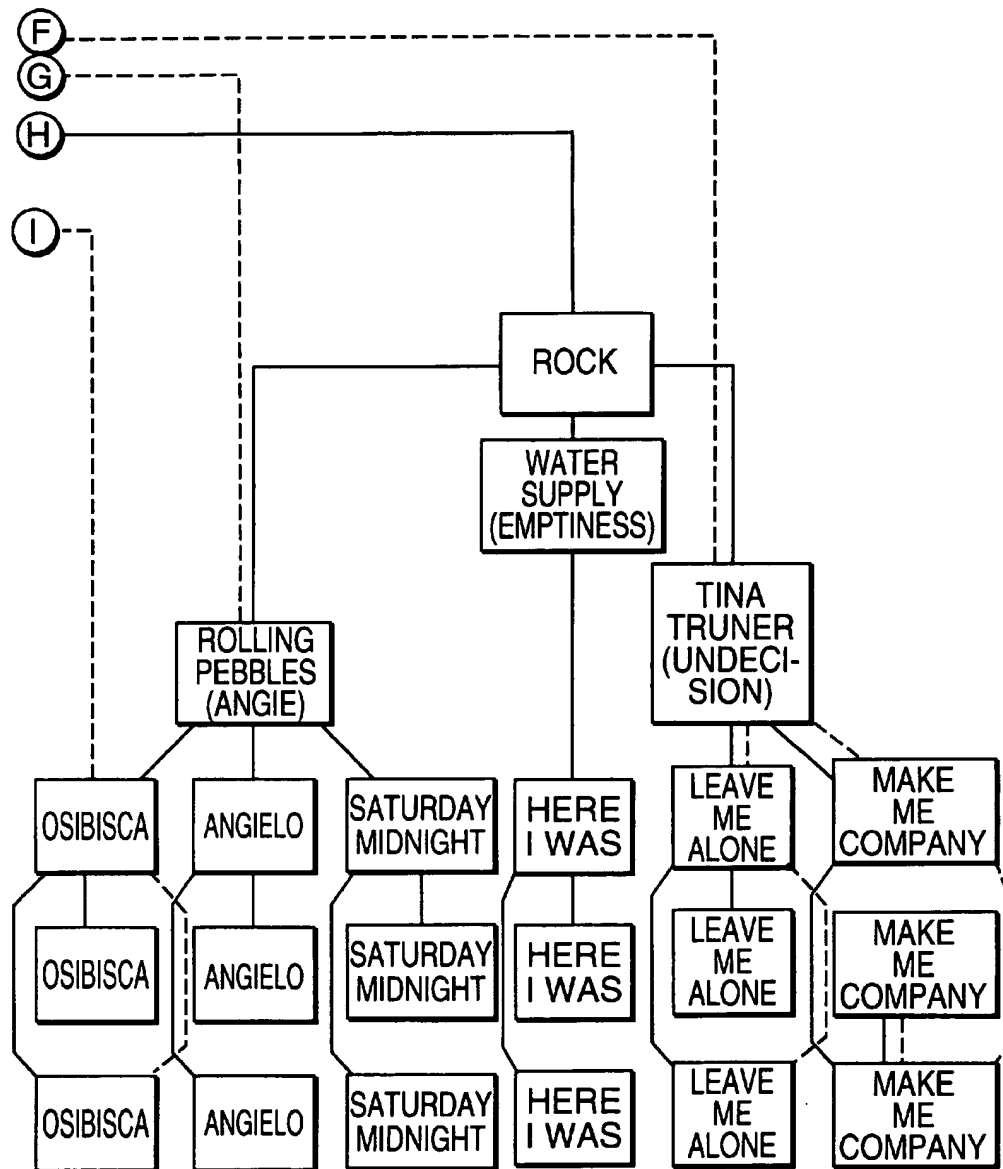 F
G
H
I
ROCK
WATER
SUPPLY
(EMPTINESS)
TINA
TRUNER
(UNDECI-
SION)
ROLLING
PEBBLES
(ANGIE)
OSIBISCA
ANGIELO
SATURDAY
MIDNIGHT
HERE
I WAS
LEAVE
ME
ALONE
MAKE
ME
COMPANY
OSIBISCA
ANGIELO
SATURDAY
MIDNIGHT
HERE
I WAS
LEAVE
ME
ALONE
MAKE
ME
COMPANY
OSIBISCA
ANGIELO
SATURDAY
MIDNIGHT
HERE
I WAS
LEAVE
ME
ALONE
MAKE
ME
COMPANY